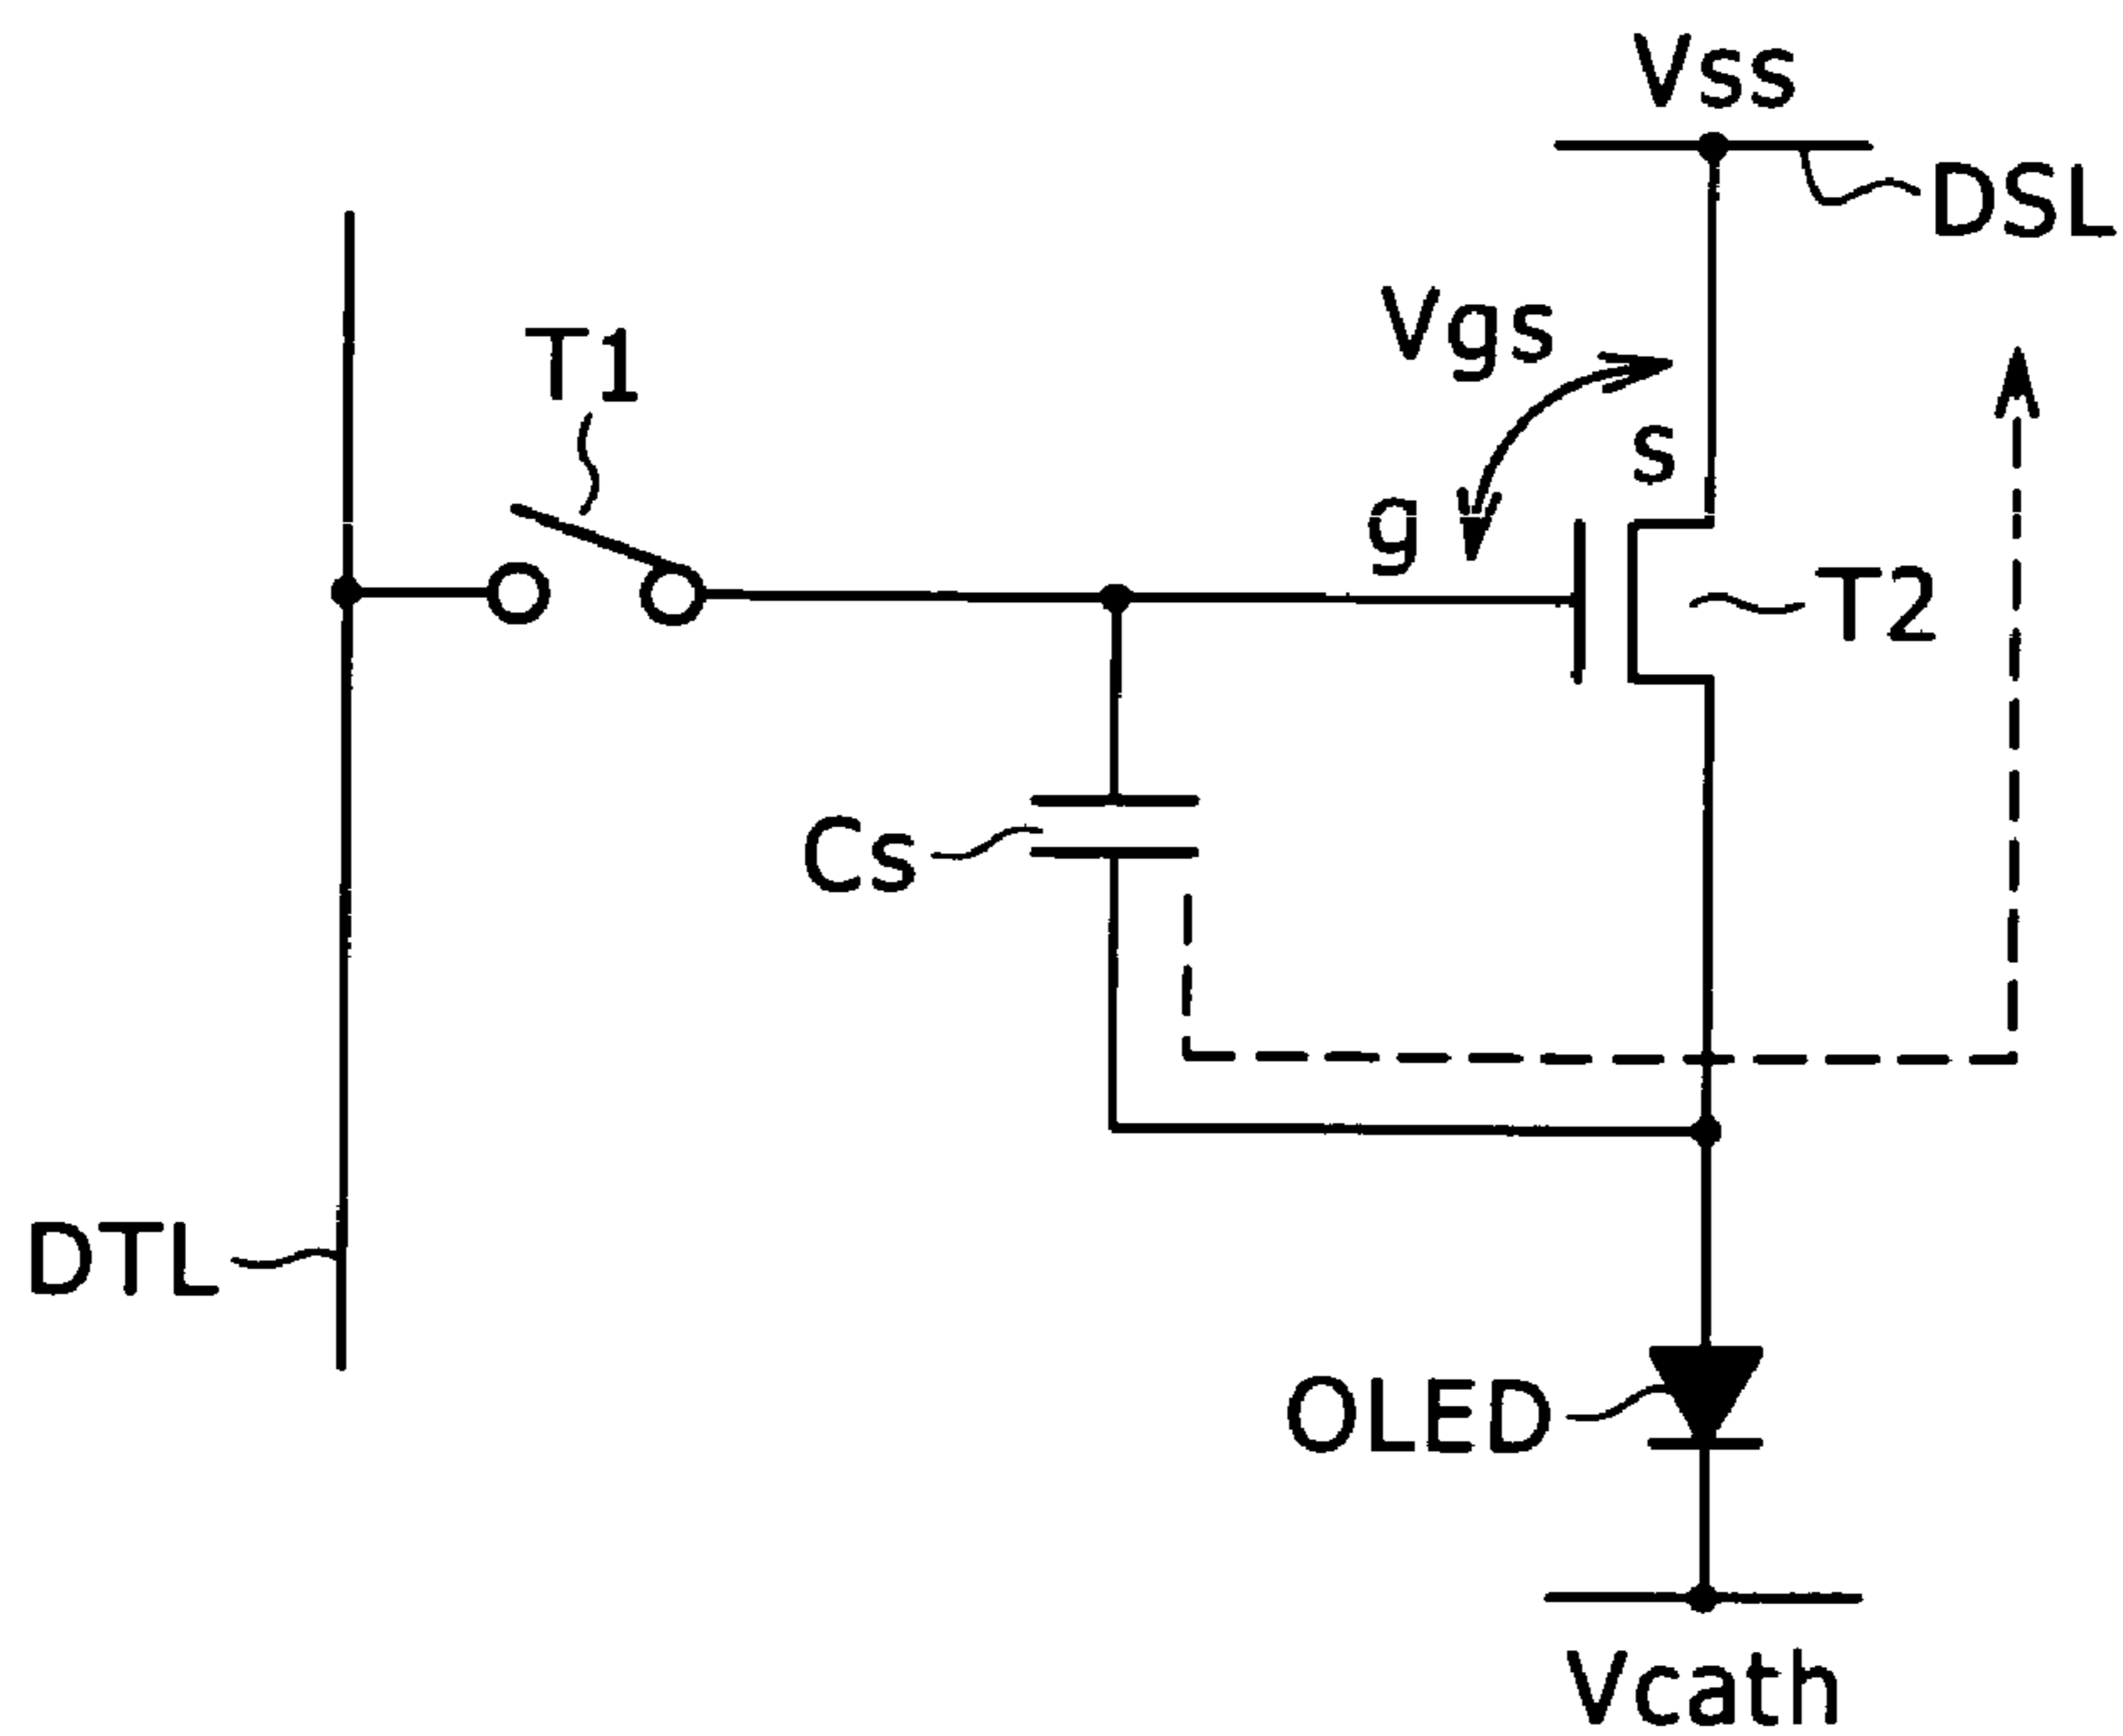 Vss
DSL
Vgs
T1
s
g
T2
Cs
DTL
OLED
Vcath